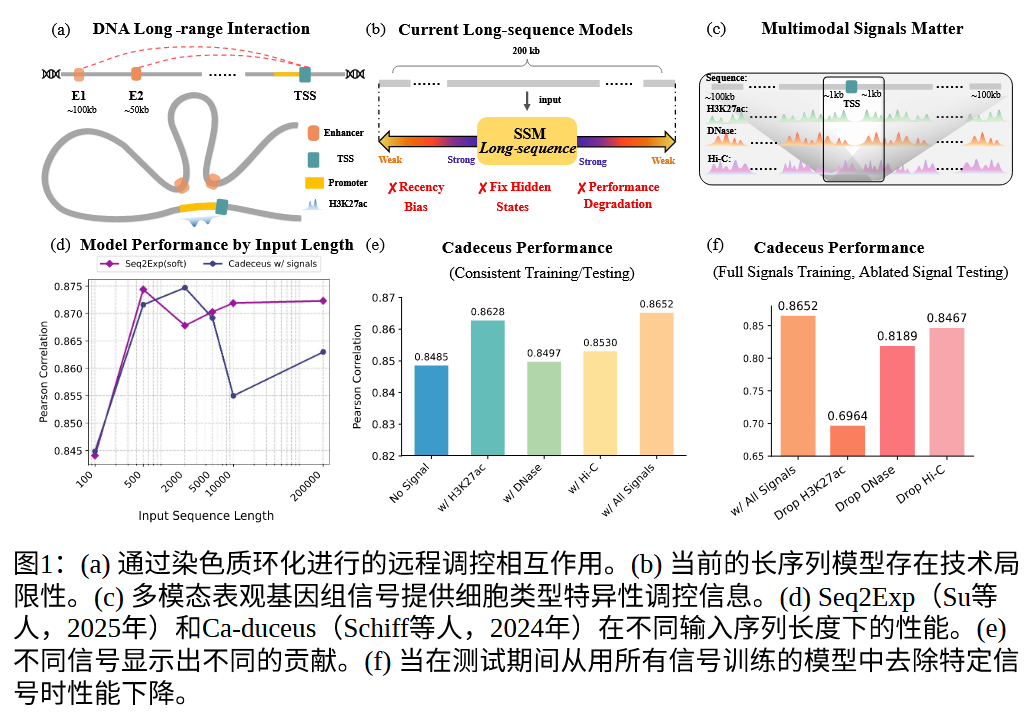 (a) DNA Long -range Interaction
E1
~100kb
E2
~50kb
......
TSS
Enhancer
TSS
Promoter
H3K27ac
(b) Current Long-sequence Models
200 kb
......
......
input
SSM
Long-sequence
Weak
Strong
Strong
Weak
✗ Recency
Bias
✗ Fix Hidden
States
✗ Performance
Degradation
(c) Multimodal Signals Matter
Sequence:
~100kb
~1kb
TSS
~1kb
~100kb
H3K27ac:
DNase:
Hi-C:
(d) Model Performance by Input Length
Seq2Exp(soft)
Cadeceus w/ signals
Pearson Correlation
0.875
0.870
0.865
0.860
0.855
0.850
0.845
100
500
2000
5000
10000
200000
Input Sequence Length
(e) Cadeceus Performance
(Consistent Training/Testing)
Pearson Correlation
0.87
0.86
0.85
0.84
0.83
0.82
0.8485
0.8628
0.8497
0.8530
0.8652
No Signal
w/ H3K27ac
w/ DNase
w/ Hi-C
w/ All Signals
(f) Cadeceus Performance
(Full Signals Training, Ablated Signal Testing)
0.85
0.80
0.75
0.70
0.65
0.8652
0.6964
0.8189
0.8467
w/ All Signals
Drop H3K27ac
Drop DNase
Drop Hi-C
图1：(a) 通过染色质环化进行的远程调控相互作用。(b) 当前的长序列模型存在技术局
限性。(c) 多模态表观基因组信号提供细胞类型特异性调控信息。(d) Seq2Exp（Su等
人，2025年）和Ca-duceus（Schiff等人，2024年）在不同输入序列长度下的性能。(e)
不同信号显示出不同的贡献。(f) 当在测试期间从用所有信号训练的模型中去除特定信
号时性能下降。